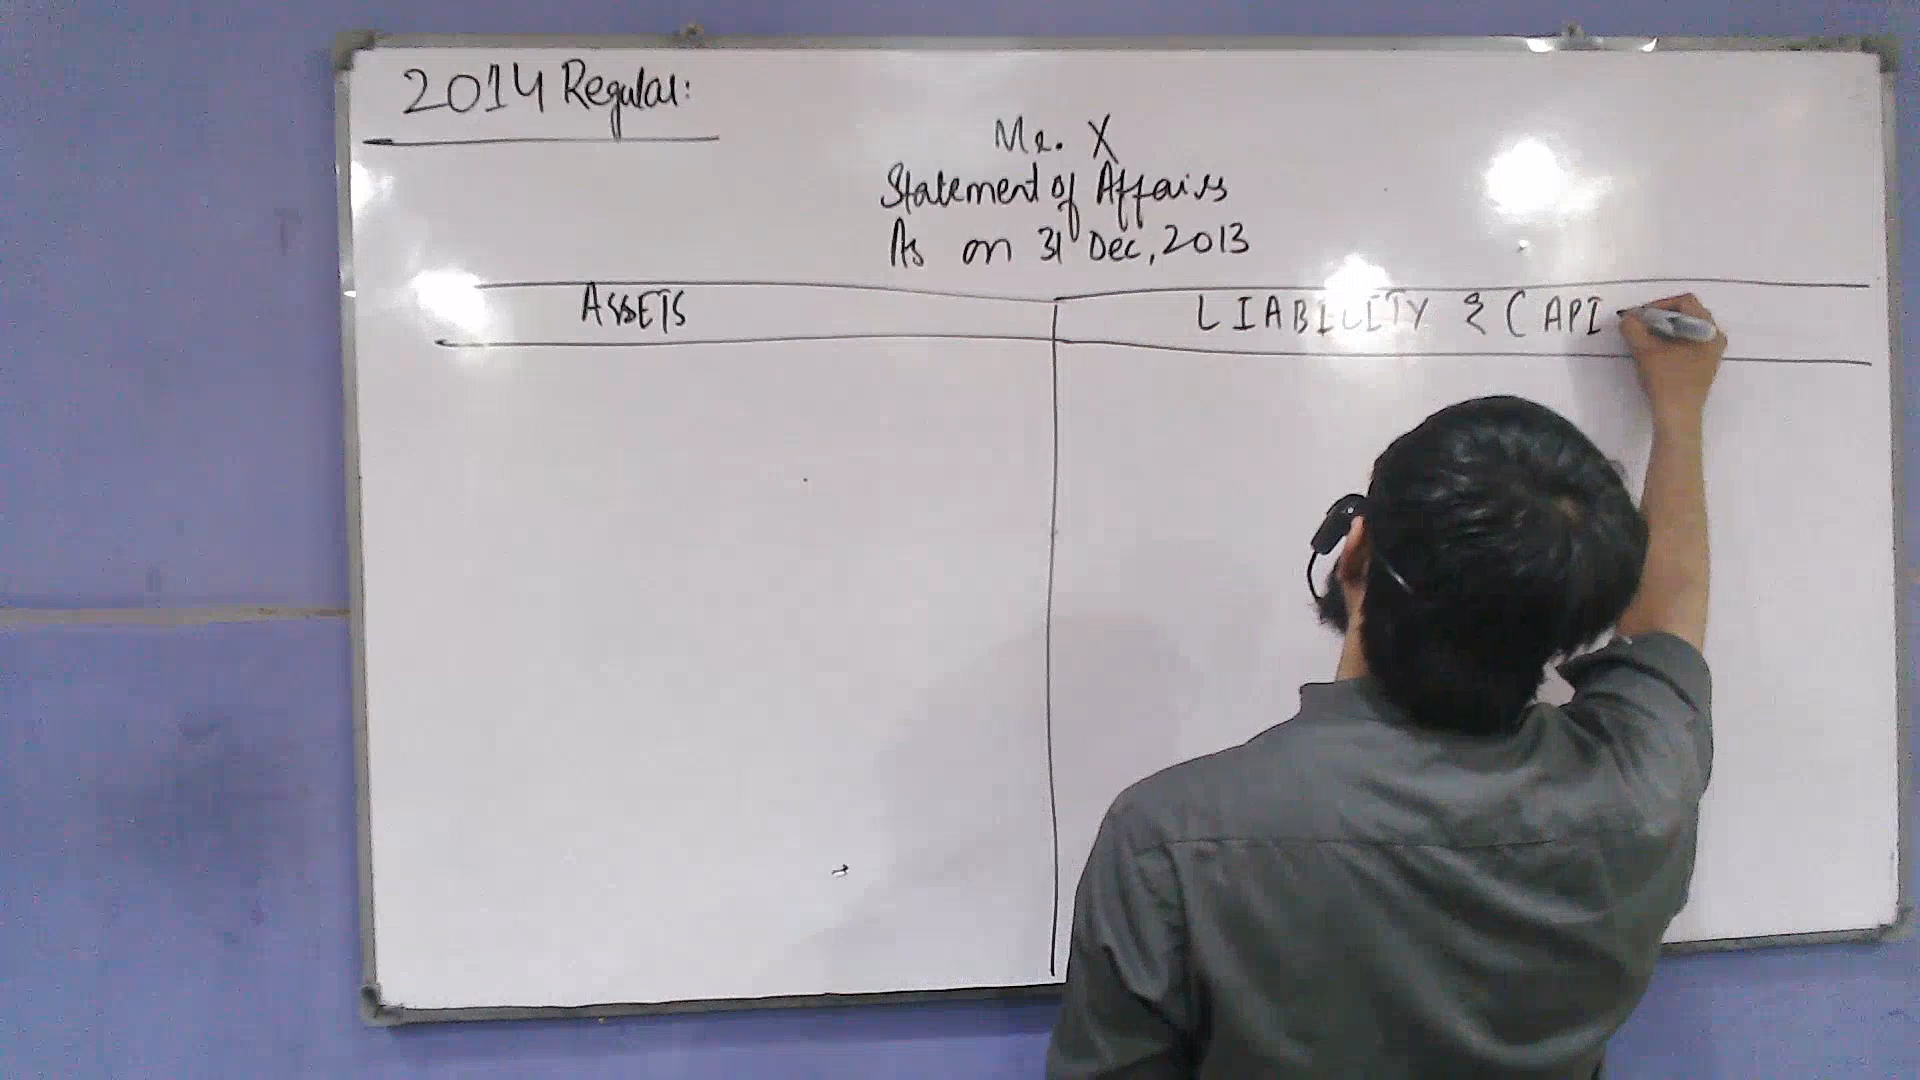 2014 Regular:
Mr. X
Statement of Affairs
As on 31 Dec, 2013
ASSETS
LIABILITY & CAPI